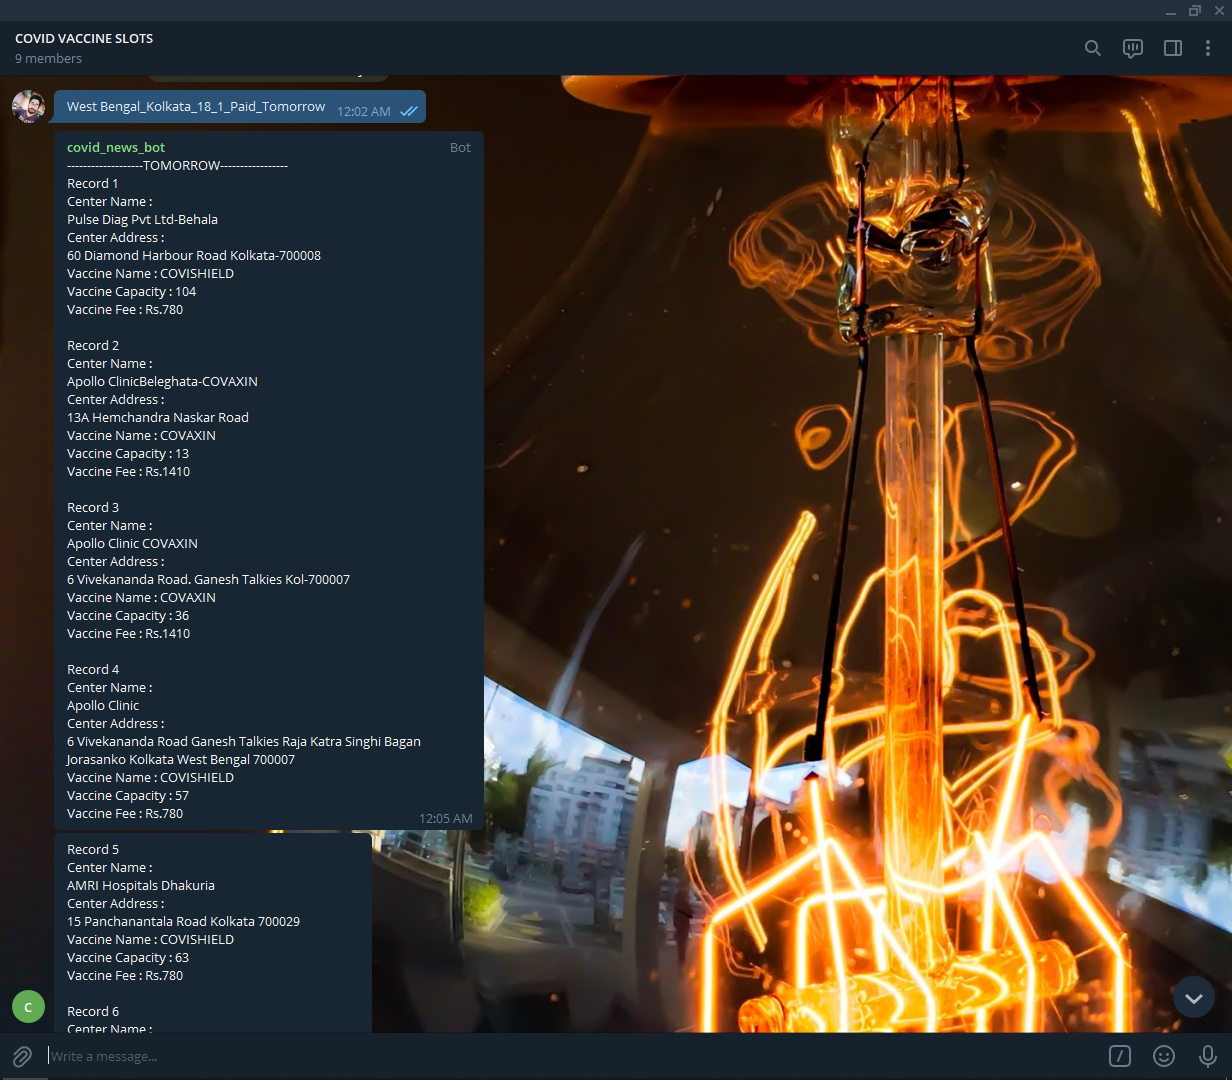 COVID VACCINE SLOTS
9 members
West Bengal_Kolkata_18_1_Paid_Tomorrow
12:02 AM
covid_news_bot
Bot
-------------------TOMORROW-----------------
Record 1
Center Name :
Pulse Diag Pvt Ltd-Behala
Center Address :
60 Diamond Harbour Road Kolkata-700008
Vaccine Name : COVISHIELD
Vaccine Capacity : 104
Vaccine Fee : Rs.780
Record 2
Center Name :
Apollo ClinicBeleghata-COVAXIN
Center Address :
13A Hemchandra Naskar Road
Vaccine Name : COVAXIN
Vaccine Capacity : 13
Vaccine Fee : Rs.1410
Record 3
Center Name :
Apollo Clinic COVAXIN
Center Address :
6 Vivekananda Road. Ganesh Talkies Kol-700007
Vaccine Name : COVAXIN
Vaccine Capacity : 36
Vaccine Fee : Rs.1410
Record 4
Center Name :
Apollo Clinic
Center Address :
6 Vivekananda Road Ganesh Talkies Raja Katra Singhi Bagan
Jorasanko Kolkata West Bengal 700007
Vaccine Name : COVISHIELD
Vaccine Capacity : 57
Vaccine Fee : Rs.780
12:05 AM
Record 5
Center Name :
AMRI Hospitals Dhakuria
Center Address :
15 Panchanantala Road Kolkata 700029
Vaccine Name : COVISHIELD
Vaccine Capacity : 63
Vaccine Fee : Rs.780
Record 6
Center Name :
C
Write a message...